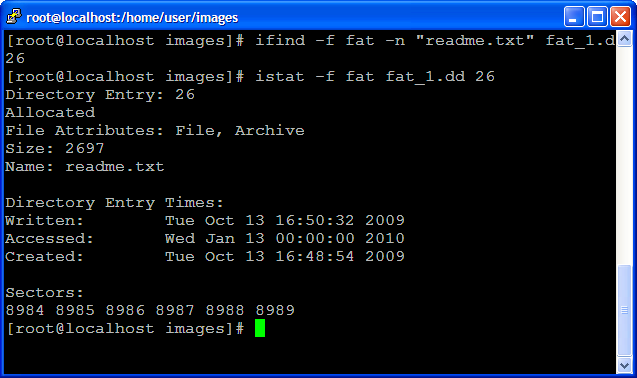 root@localhost:/home/user/images
[root@localhost images]# ifind -f fat -n "readme.txt" fat_1.d
26
[root@localhost images]# istat -f fat fat_1.dd 26
Directory Entry: 26
Allocated
File Attributes: File, Archive
Size: 2697
Name: readme.txt
Directory Entry Times:
Written:        Tue Oct 13 16:50:32 2009
Accessed:       Wed Jan 13 00:00:00 2010
Created:        Tue Oct 13 16:48:54 2009
Sectors:
8984 8985 8986 8987 8988 8989
[root@localhost images]#